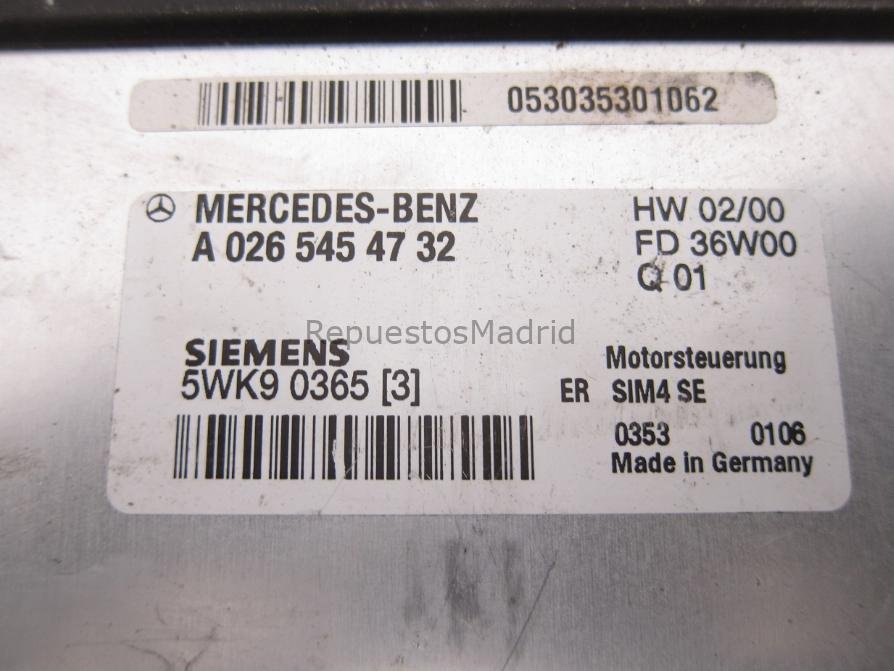 053035301062
MERCEDES-BENZ
A 026 545 47 32
HW 02/00
FD 36W00
Q 01
RepuestosMadrid
SIEMENS
5WK9 0365 [3]
Motorsteuerung
ER SIM4 SE
0353 0106
Made in Germany